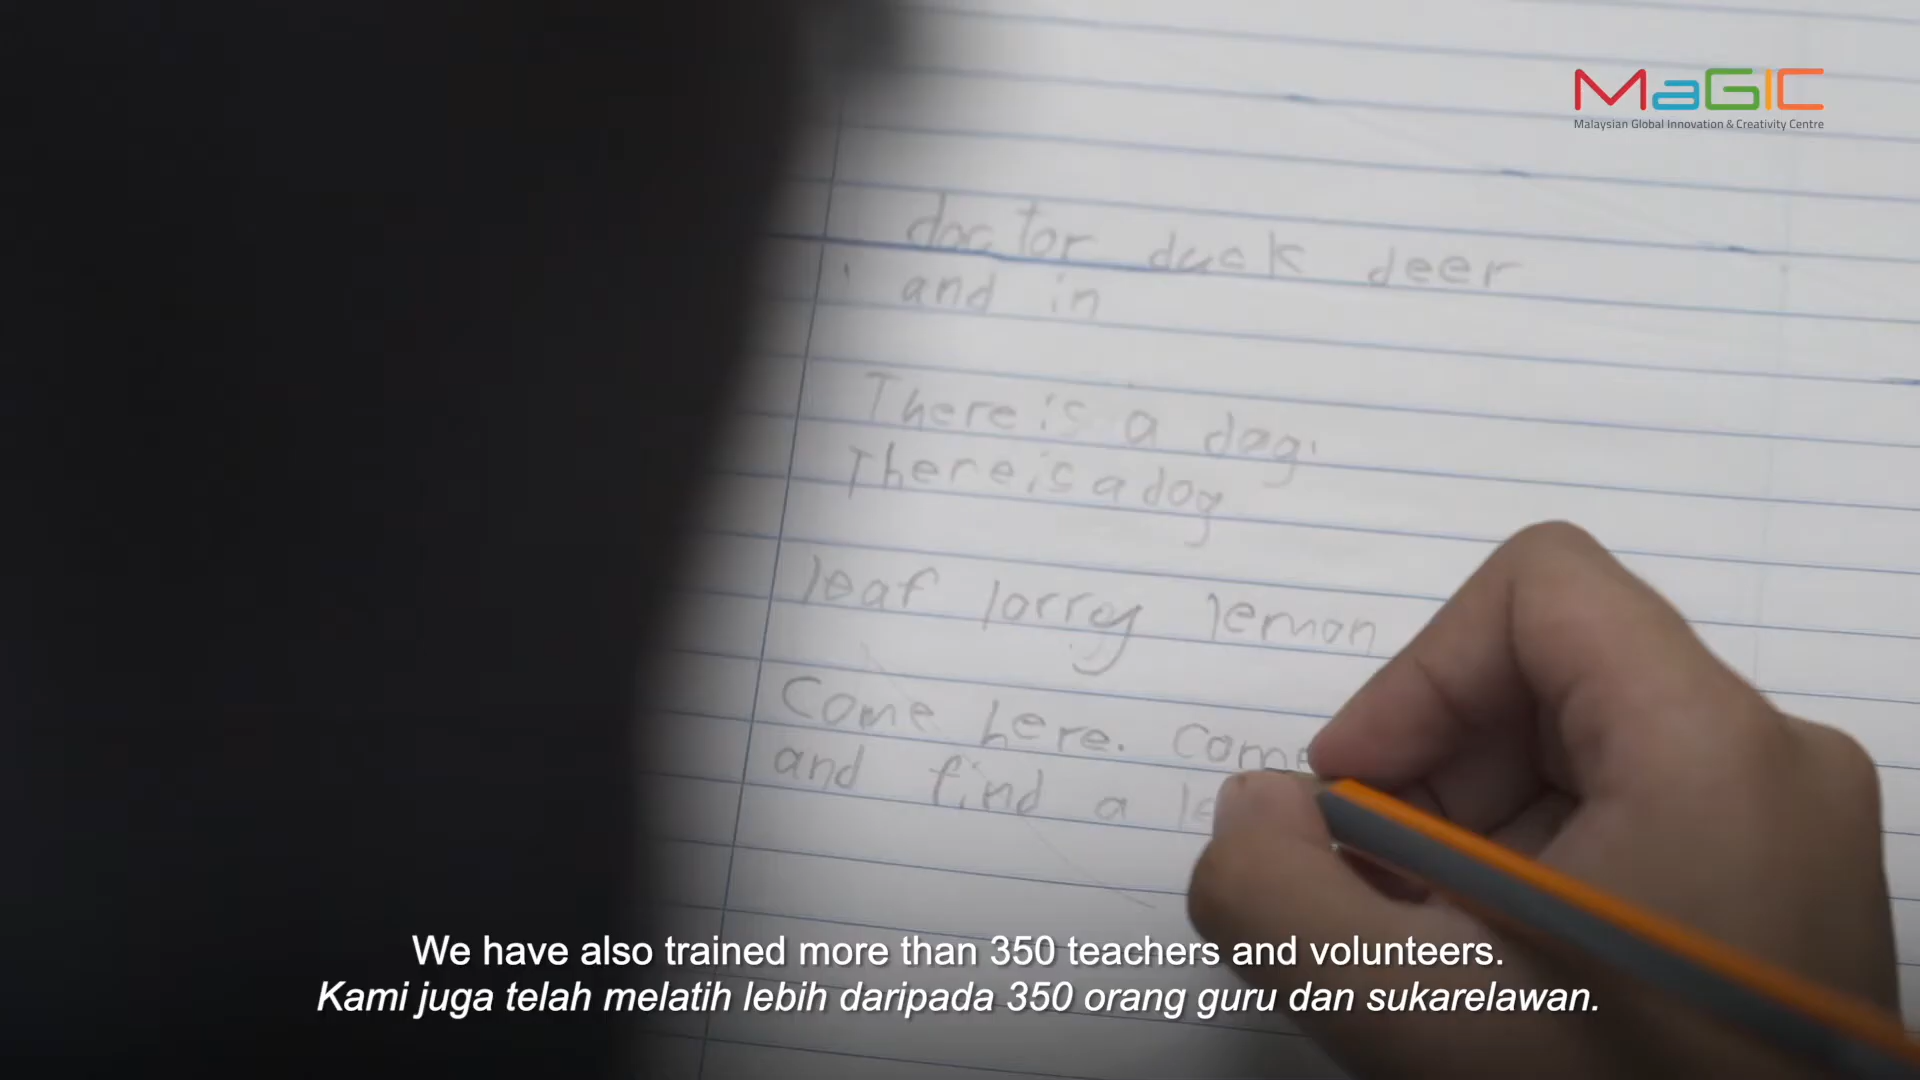 MaGIC
Malaysian Global Innovation & Creativity Centre
doctor duck deer
and in
There is a dog.
There is a dog
leaf lorry lemon
Come here. Come
and find a
We have also trained more than 350 teachers and volunteers.
Kami juga telah melatih lebih daripada 350 orang guru dan sukarelawan.